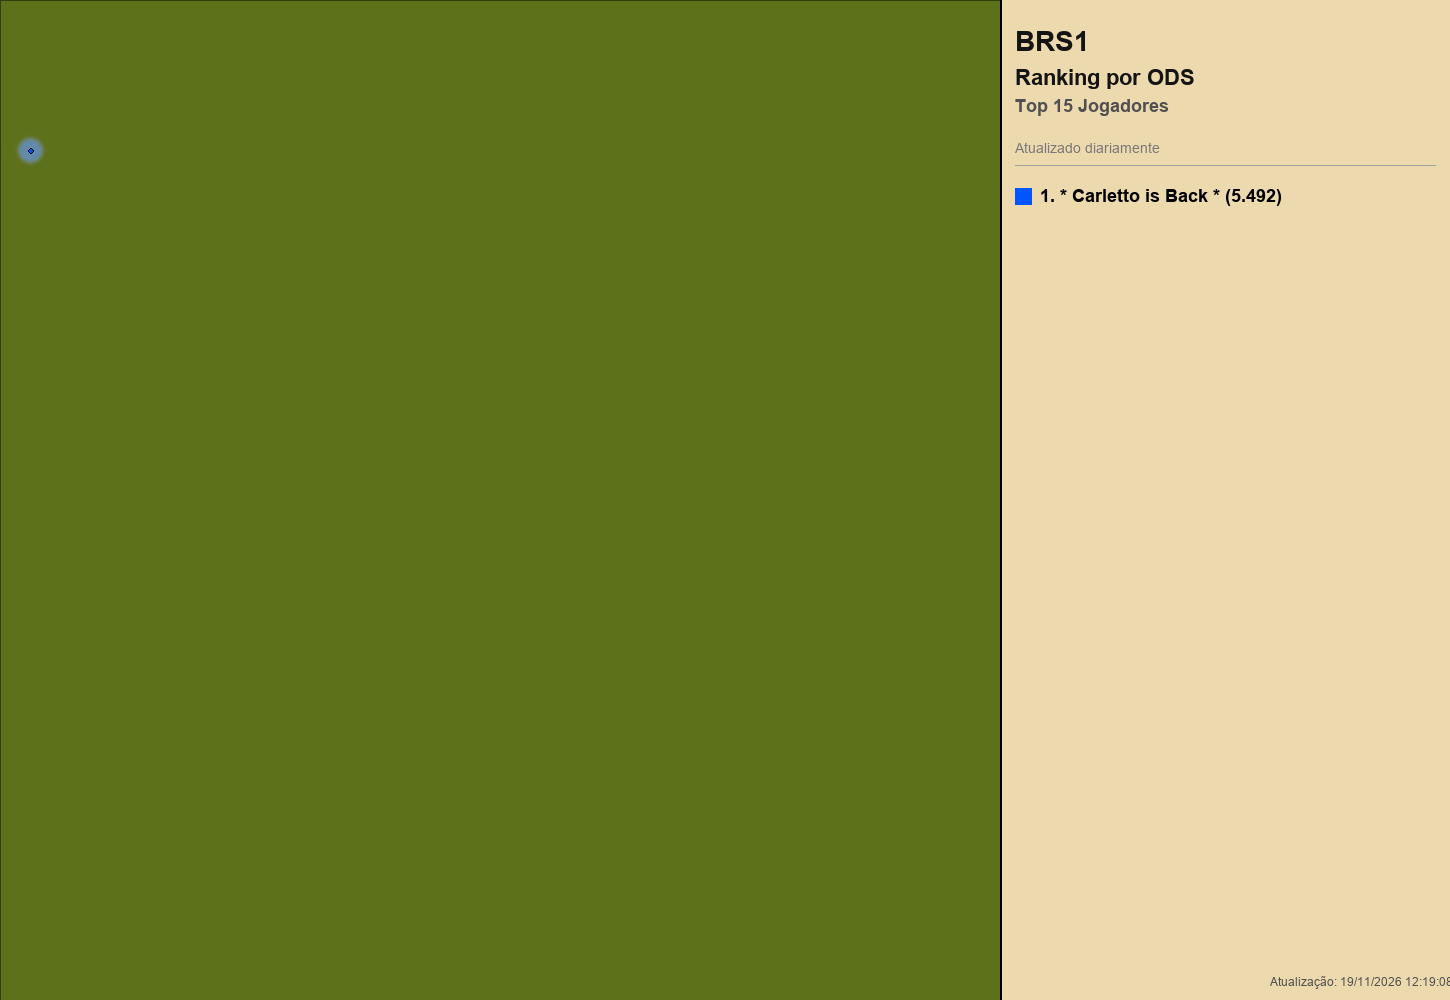 BRS1
Ranking por ODS
Top 15 Jogadores
Atualizado diariamente
1. * Carletto is Back * (5.492)
Atualização: 19/11/2026 12:19:08